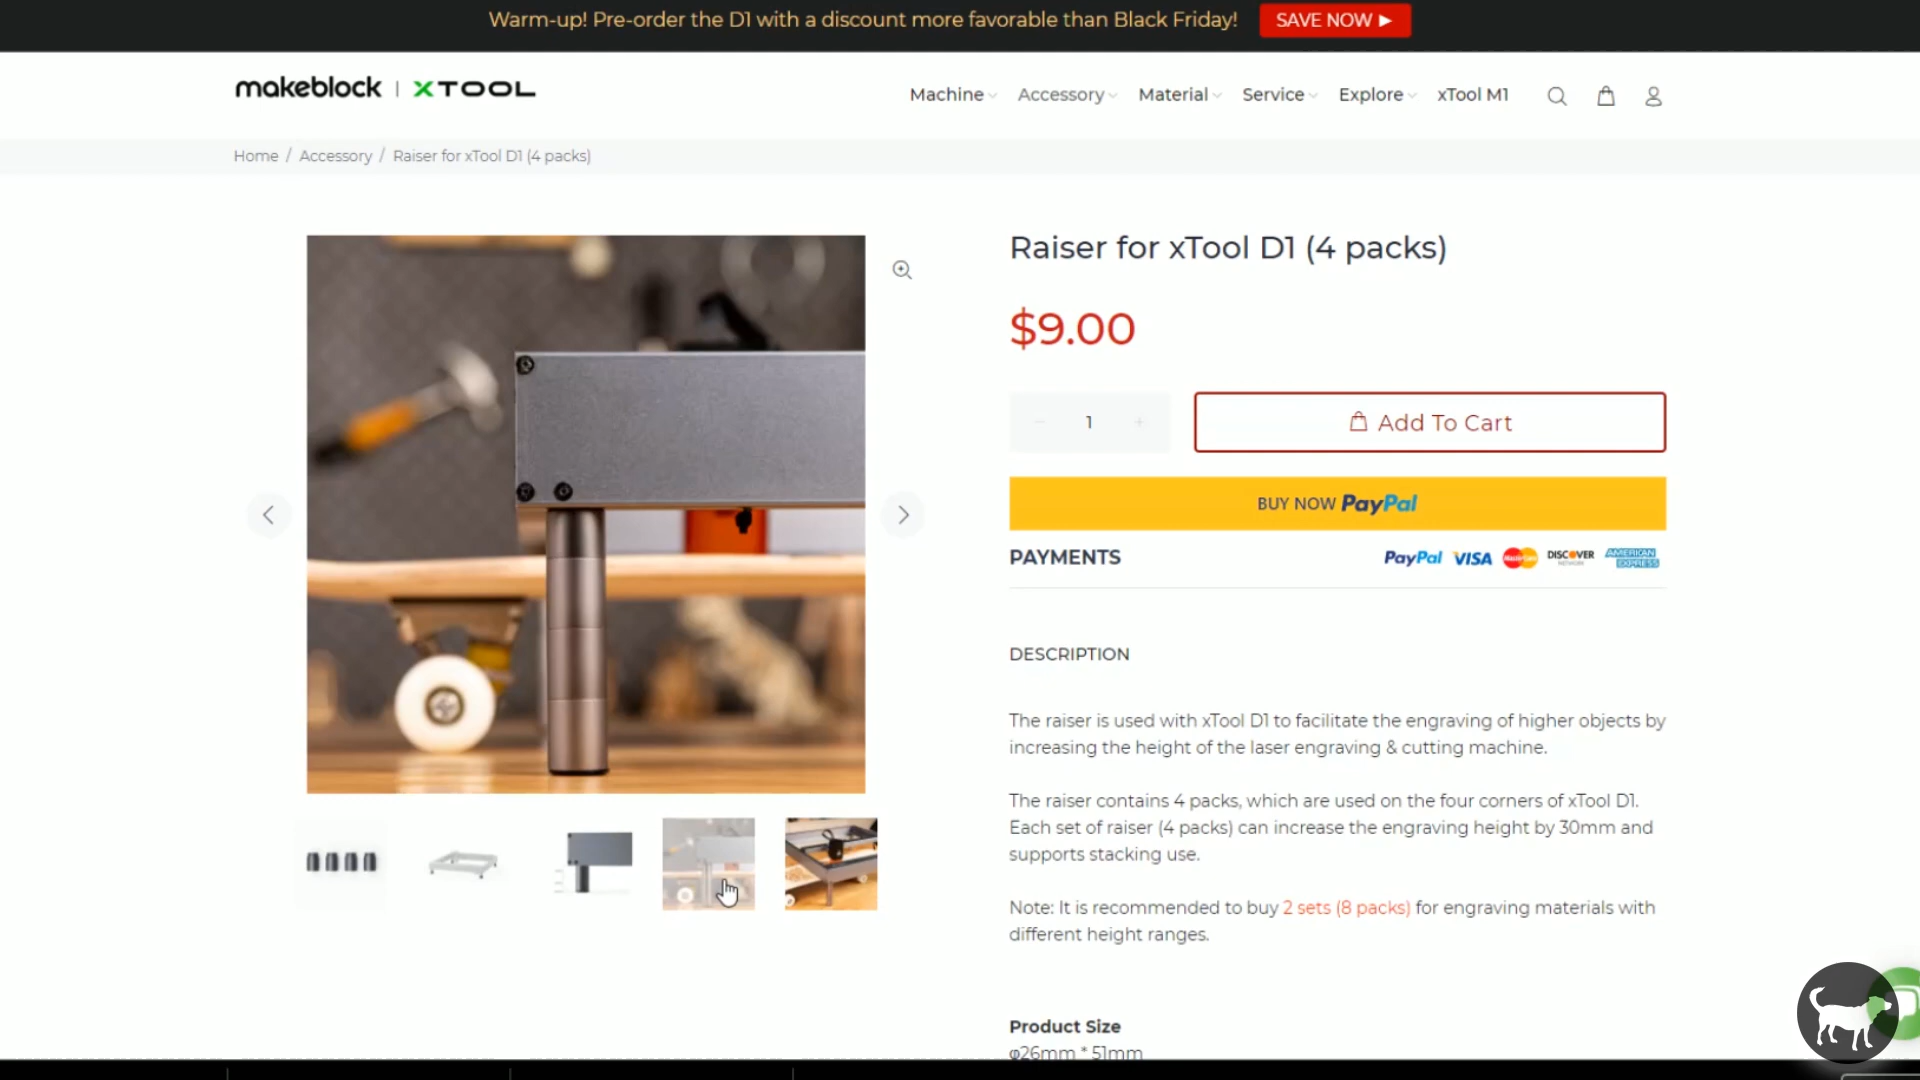 Warm-up! Pre-order the D1 with a discount more favorable than Black Friday! SAVE NOW ►
makeblock | xTOOL
Machine Accessory Material Service Explore xTool M1
Home / Accessory / Raiser for xTool D1 (4 packs)
Raiser for xTool D1 (4 packs)
$9.00
− 1 +
Add To Cart
BUY NOW PayPal
PAYMENTS
PayPal VISA MasterCard DISCOVER NETWORK AMERICAN EXPRESS
DESCRIPTION
The raiser is used with xTool D1 to facilitate the engraving of higher objects by
increasing the height of the laser engraving & cutting machine.
The raiser contains 4 packs, which are used on the four corners of xTool D1.
Each set of raiser (4 packs) can increase the engraving height by 30mm and
supports stacking use.
Note: It is recommended to buy 2 sets (8 packs) for engraving materials with
different height ranges.
Product Size
φ26mm * 51mm